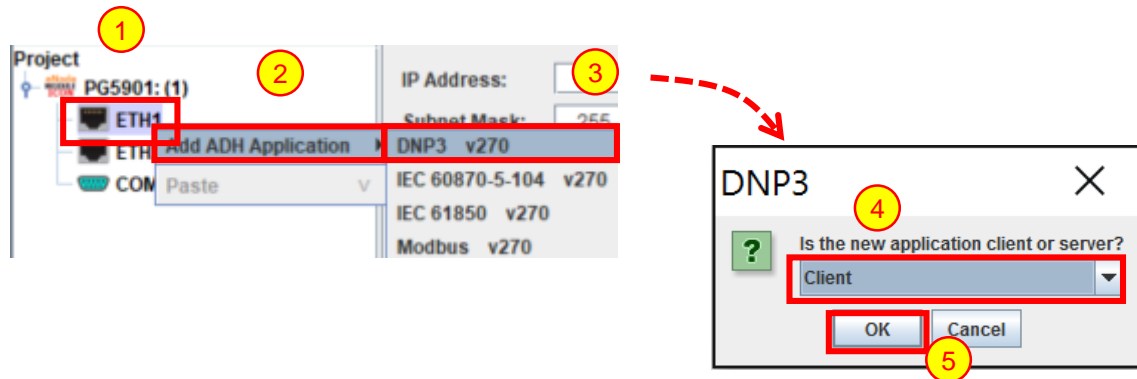 1
Project
2
3
PG5901: (1)
IP Address:
ETH1
Subnet Mask: 255
ETH
Add ADH Application
DNP3 v270
COM
Paste V
IEC 60870-5-104 v270
IEC 61850 v270
Modbus v270
DNP3
4
Is the new application client or server?
?
Client
OK
Cancel
5